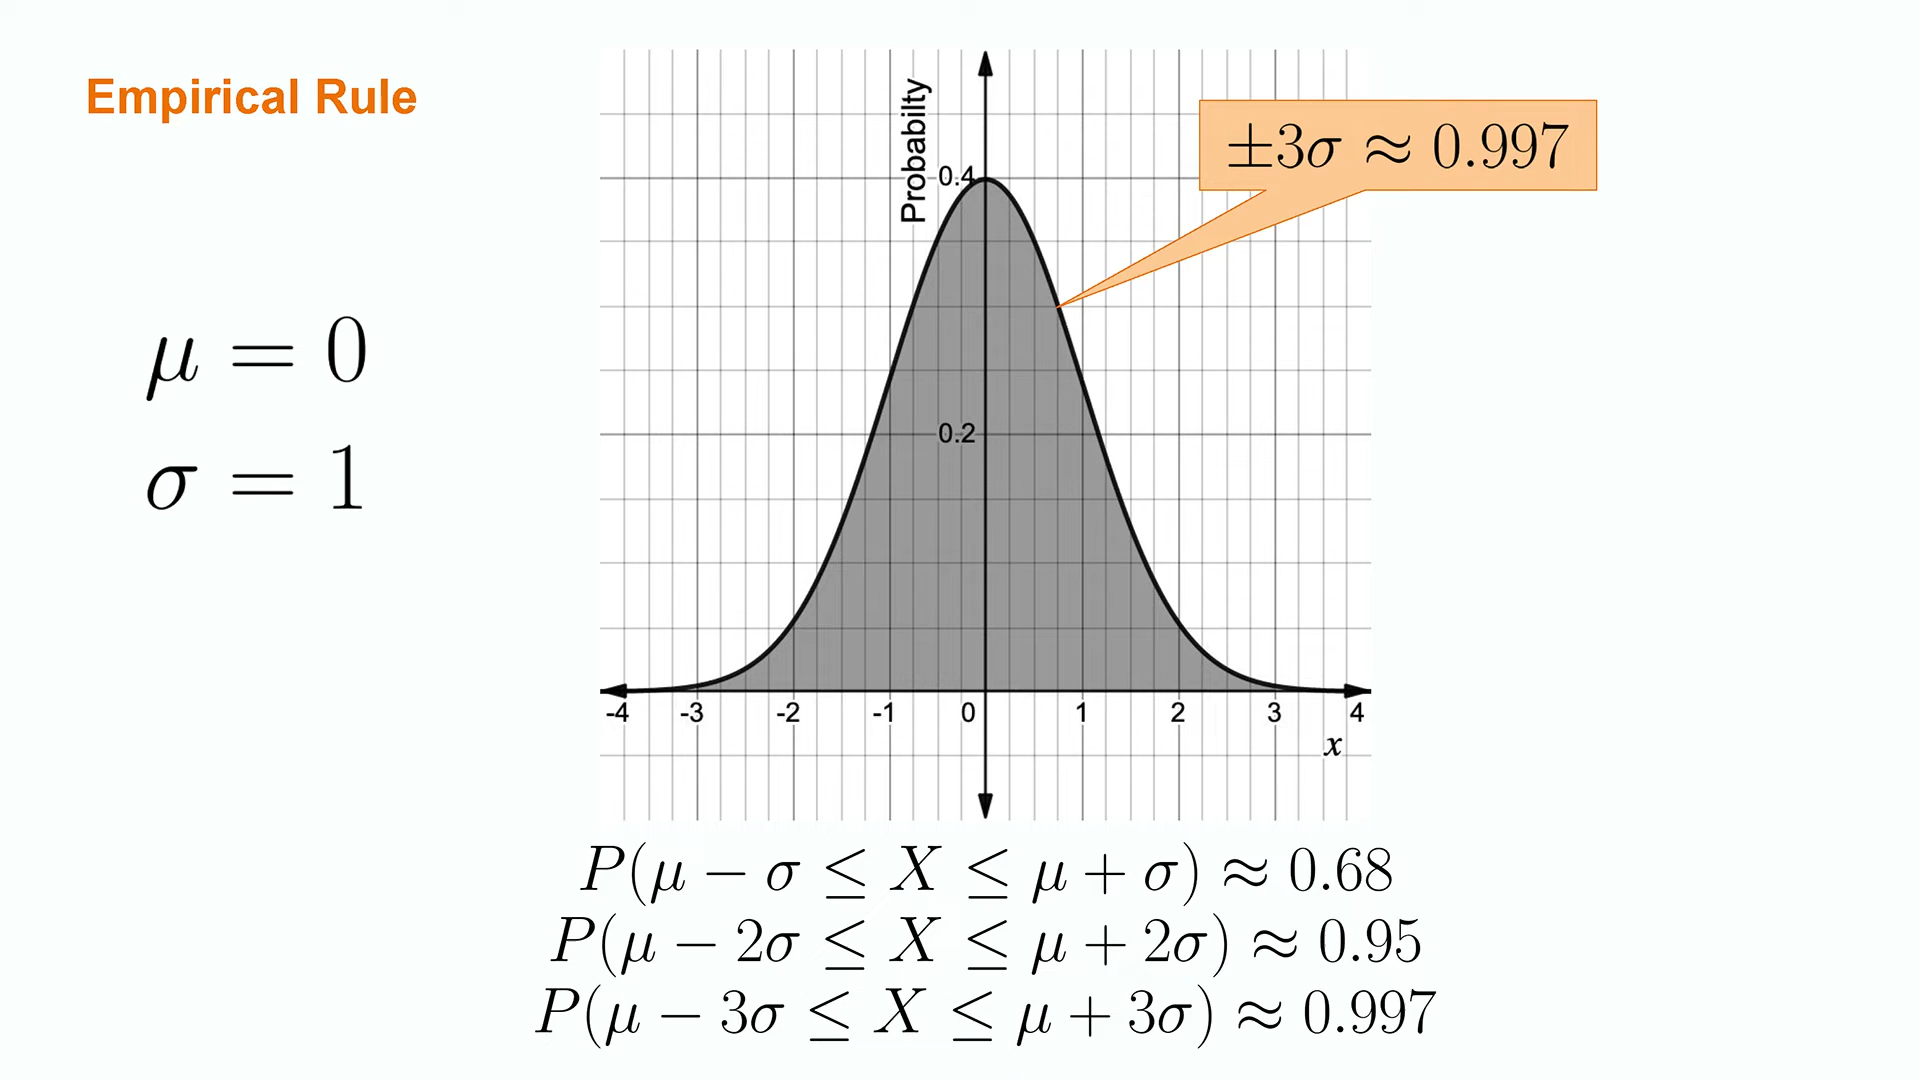 Empirical Rule
μ = 0
σ = 1
Probabilty
0.4
0.2
-4 -3 -2 -1 0 1 2 3 4
x
±3σ ≈ 0.997
P(μ − σ ≤ X ≤ μ + σ) ≈ 0.68
P(μ − 2σ ≤ X ≤ μ + 2σ) ≈ 0.95
P(μ − 3σ ≤ X ≤ μ + 3σ) ≈ 0.997